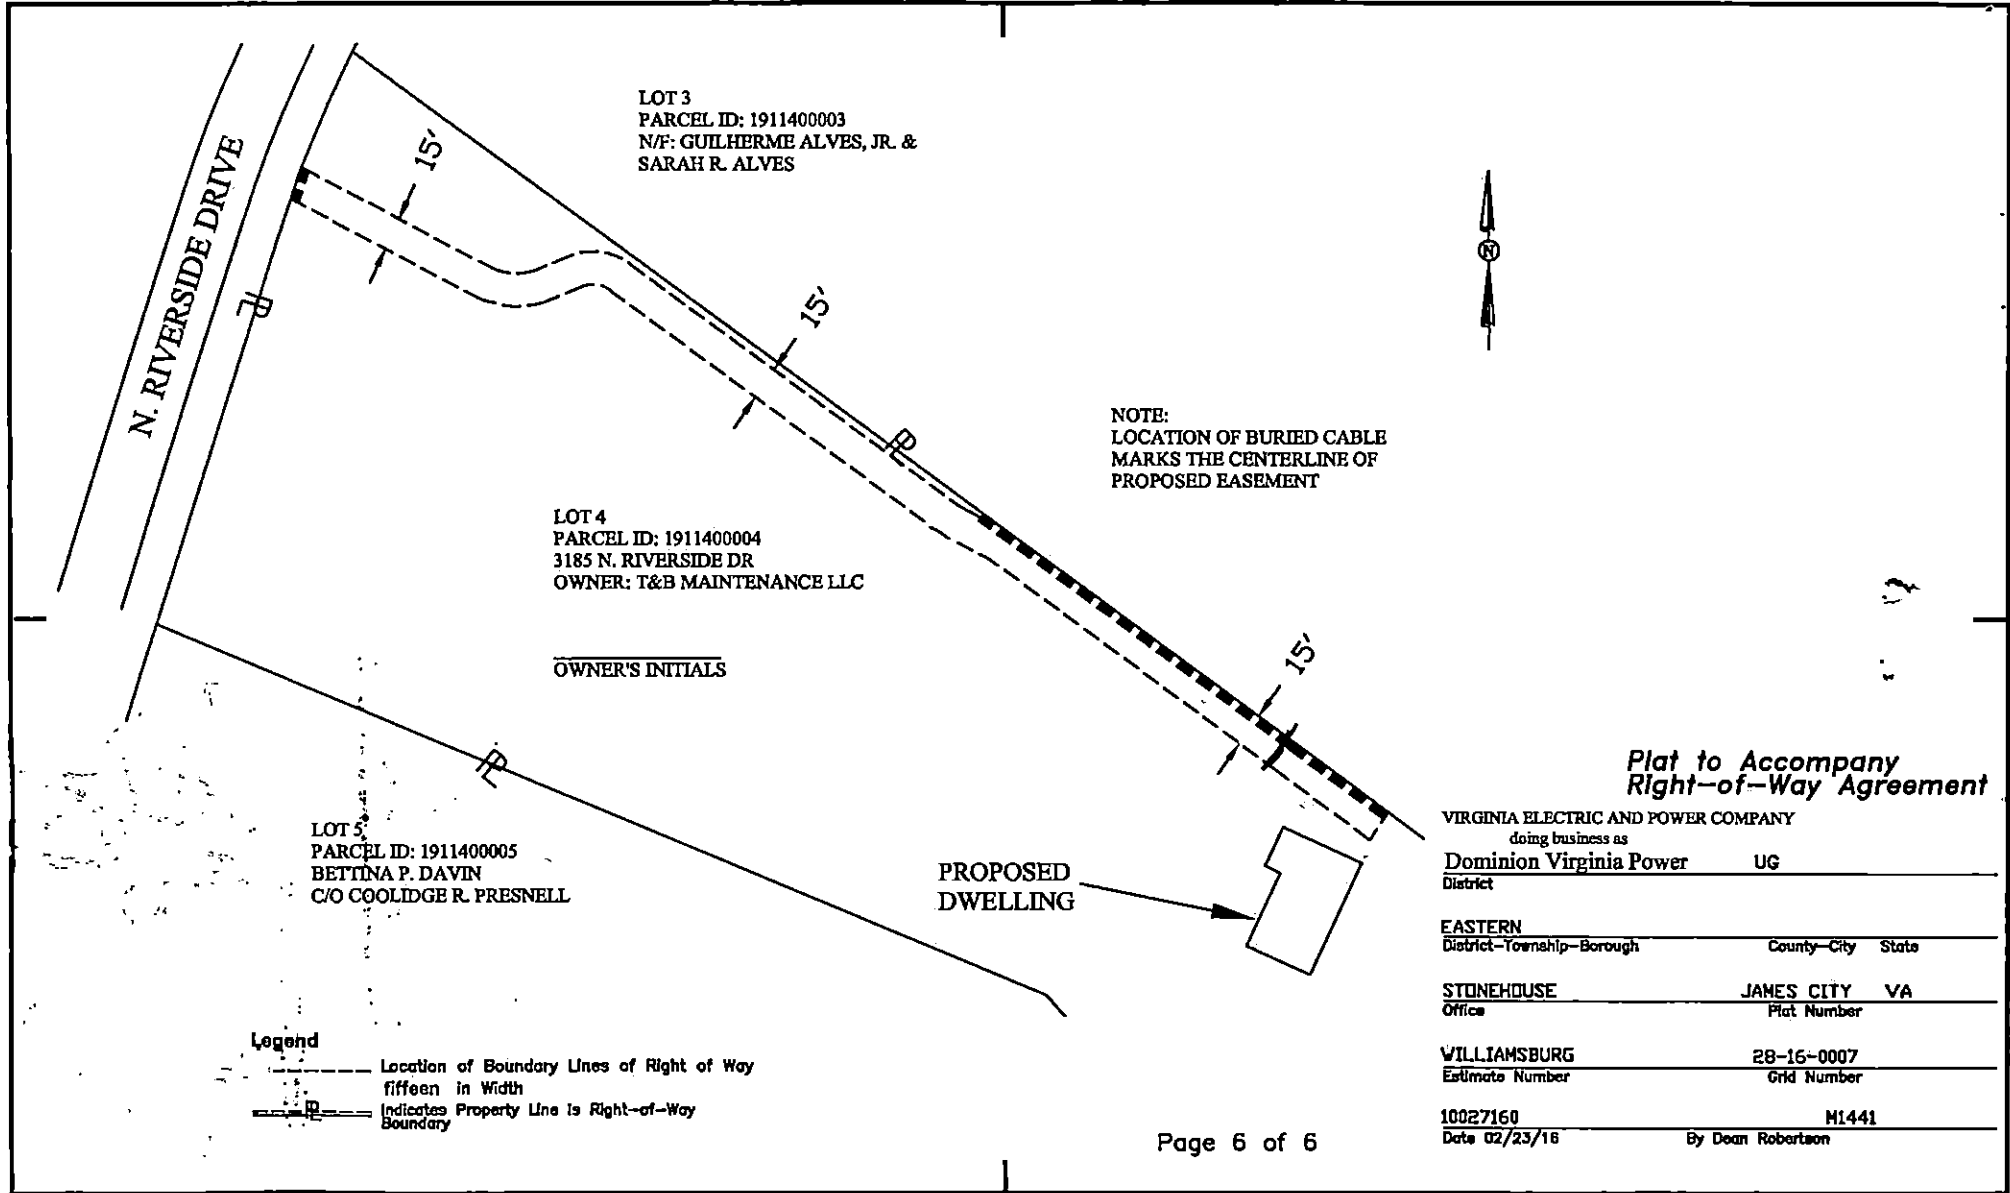 LOT 3
PARCEL ID: 1911400003
N/F: GUILHERME ALVES, JR. &
SARAH R. ALVES
15'
N. RIVERSIDE DRIVE
PL
15'
N
PL
NOTE:
LOCATION OF BURIED CABLE
MARKS THE CENTERLINE OF
PROPOSED EASEMENT
LOT 4
PARCEL ID: 1911400004
3185 N. RIVERSIDE DR
OWNER: T&B MAINTENANCE LLC
OWNER'S INITIALS
15'
PL
LOT 5
PARCEL ID: 1911400005
BETTINA P. DAVIN
C/O COOLIDGE R. PRESNELL
PROPOSED
DWELLING
Plat to Accompany
Right-of-Way Agreement
VIRGINIA ELECTRIC AND POWER COMPANY
doing business as
Dominion Virginia Power UG
District
EASTERN
District-Township-Borough County-City State
STONEHOUSE JAMES CITY VA
Office Plat Number
WILLIAMSBURG 28-16-0007
Estimate Number Grid Number
10027160 M1441
Date 02/23/16 By Dean Robertson
Legend
Location of Boundary Lines of Right of Way
fiffeen in Width
PL Indicates Property Line Is Right-of-Way
Boundary
Page 6 of 6